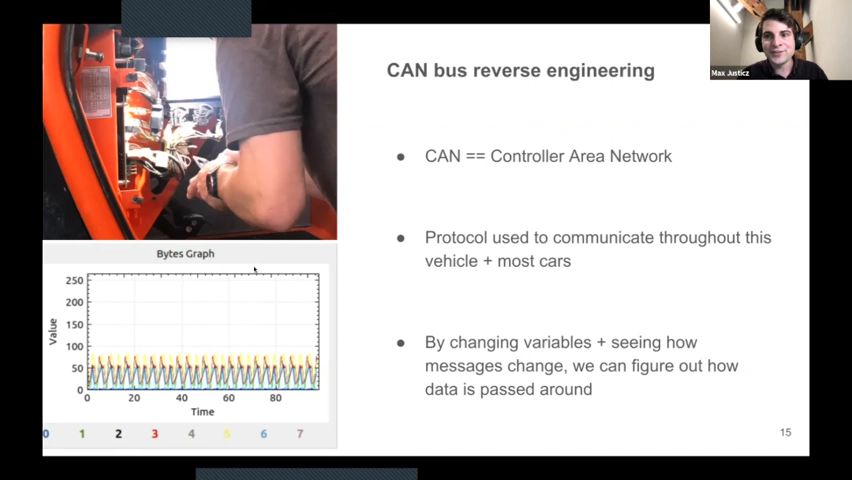 Max Justicz
CAN bus reverse engineering
● CAN == Controller Area Network
● Protocol used to communicate throughout this
vehicle + most cars
● By changing variables + seeing how
messages change, we can figure out how
data is passed around
Bytes Graph
Value
250
200
150
100
50
0
0 20 40 60 80
Time
0 1 2 3 4 5 6 7
15